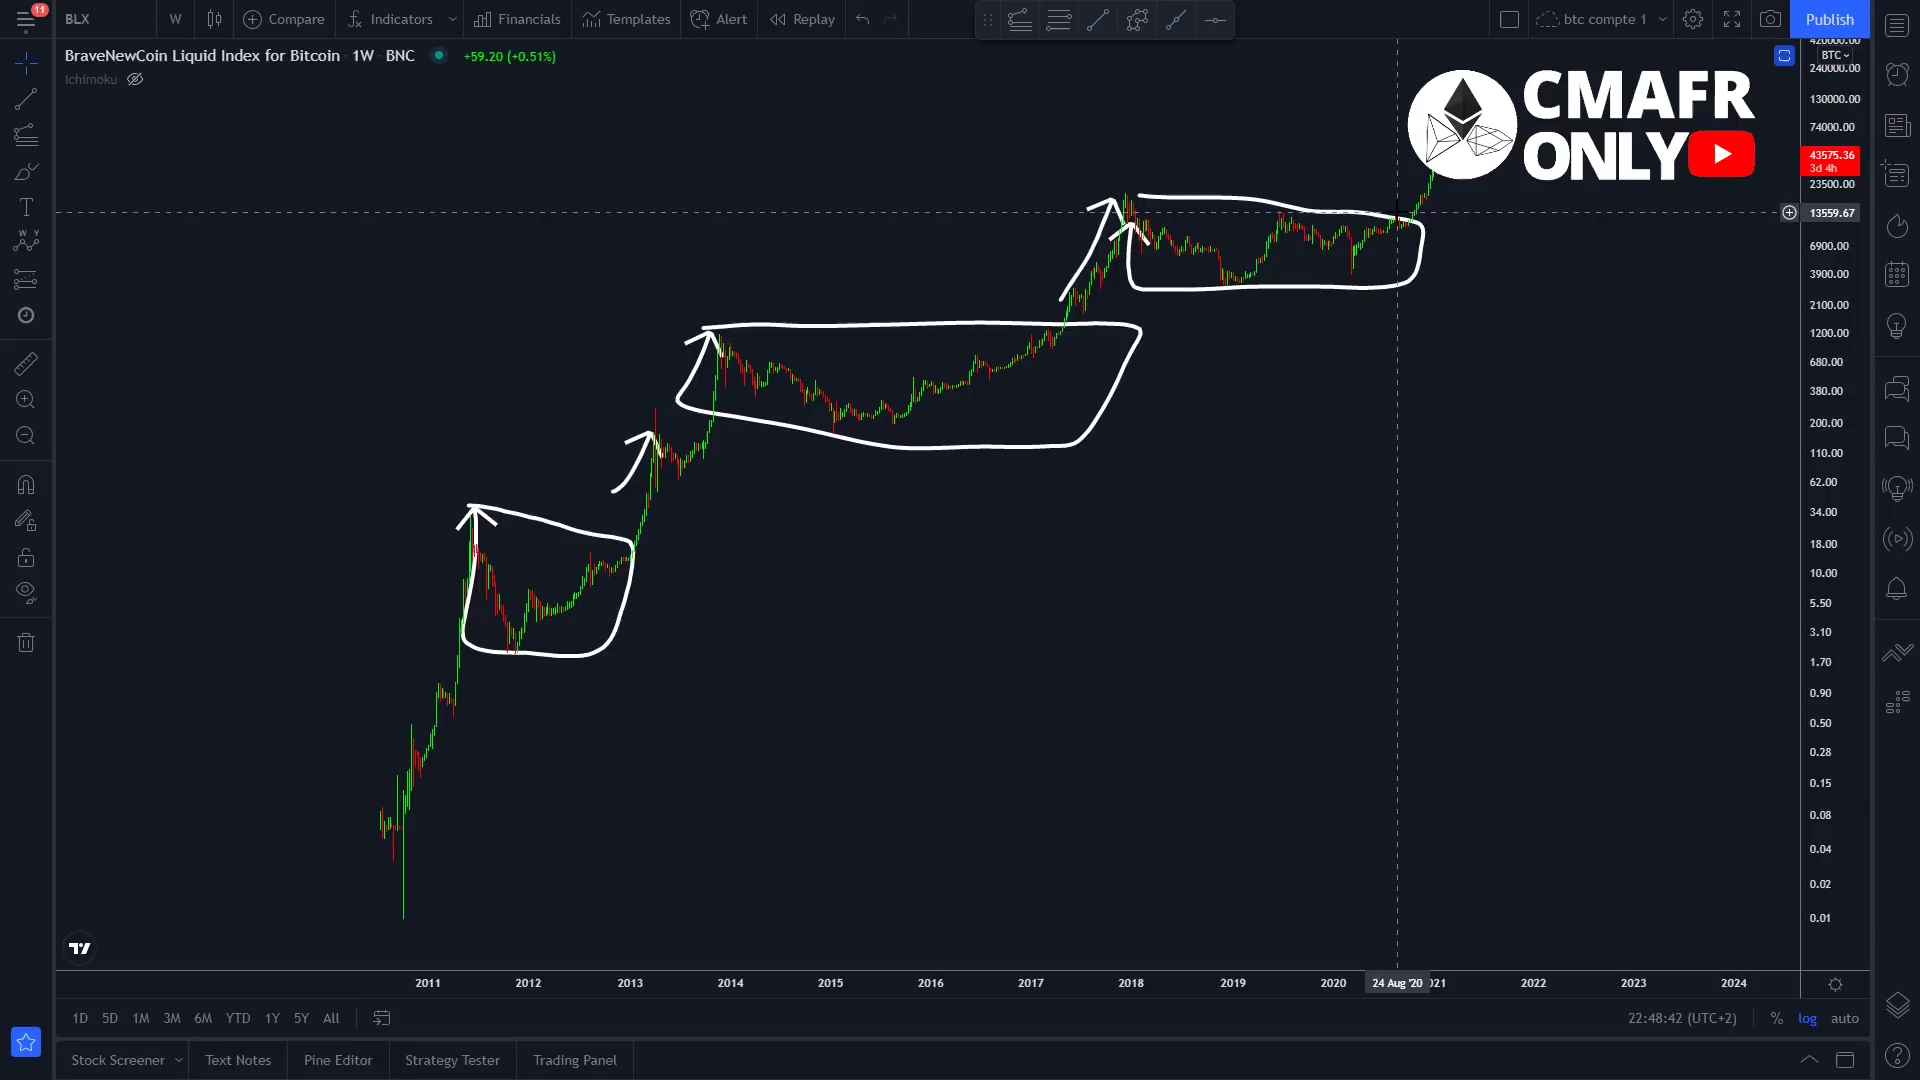 11
BLX
W
Compare
Indicators
Financials
Templates
Alert
Replay
btc compte 1
Publish
BraveNewCoin Liquid Index for Bitcoin · 1W · BNC
+59.20 (+0.51%)
Ichimoku
CMAFR
ONLY
420000.00
BTC
240000.00
130000.00
74000.00
43575.36
3d 4h
23500.00
13559.67
6900.00
3900.00
2100.00
1200.00
680.00
380.00
200.00
110.00
62.00
34.00
18.00
10.00
5.50
3.10
1.70
0.90
0.50
0.28
0.15
0.08
0.04
0.02
0.01
2011 2012 2013 2014 2015 2016 2017 2018 2019 2020 24 Aug '20 021 2022 2023 2024
1D 5D 1M 3M 6M YTD 1Y 5Y All
22:48:42 (UTC+2) % log auto
Stock Screener Text Notes Pine Editor Strategy Tester Trading Panel